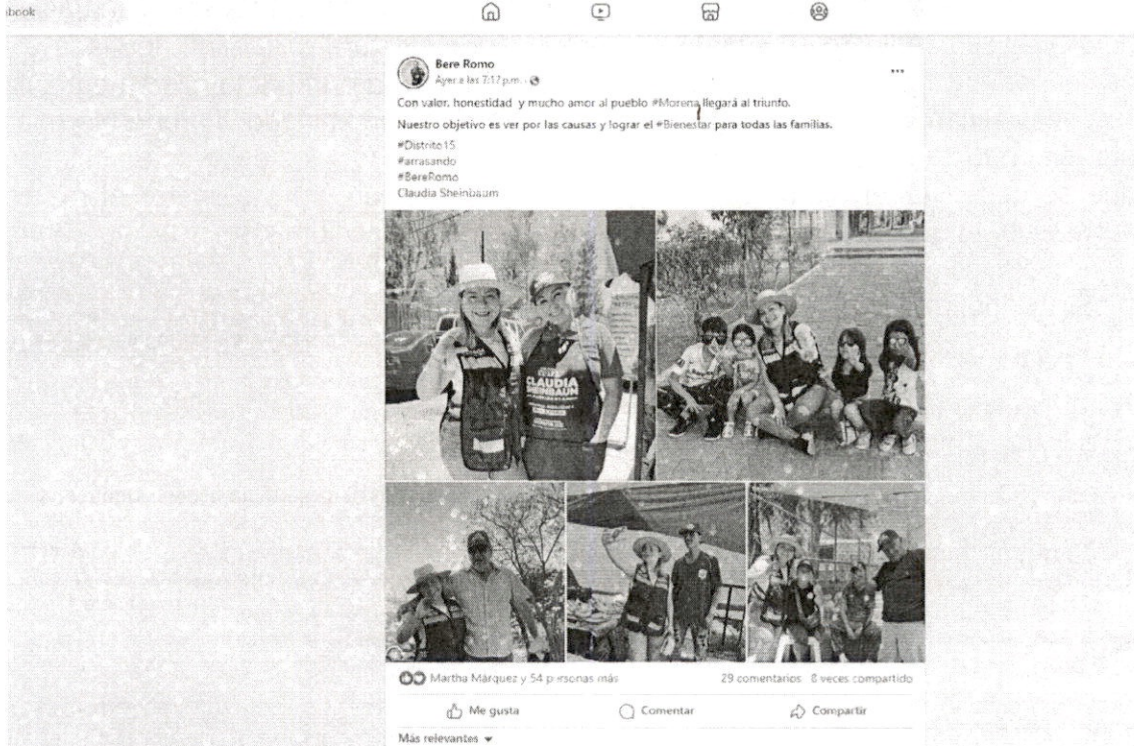 book
Bere Romo
Ayer a las 7:17 p.m. ·
Con valor, honestidad y mucho amor al pueblo #Morena llegará al triunfo.
Nuestro objetivo es ver por las causas y lograr el #Bienestar para todas las familias.
#Distrito15
#arrasando
#BereRomo
Claudia Sheinbaum
CLAUDIA
SHEINBAUM
Martha Márquez y 54 personas más
29 comentarios 8 veces compartido
Me gusta
Comentar
Compartir
Más relevantes